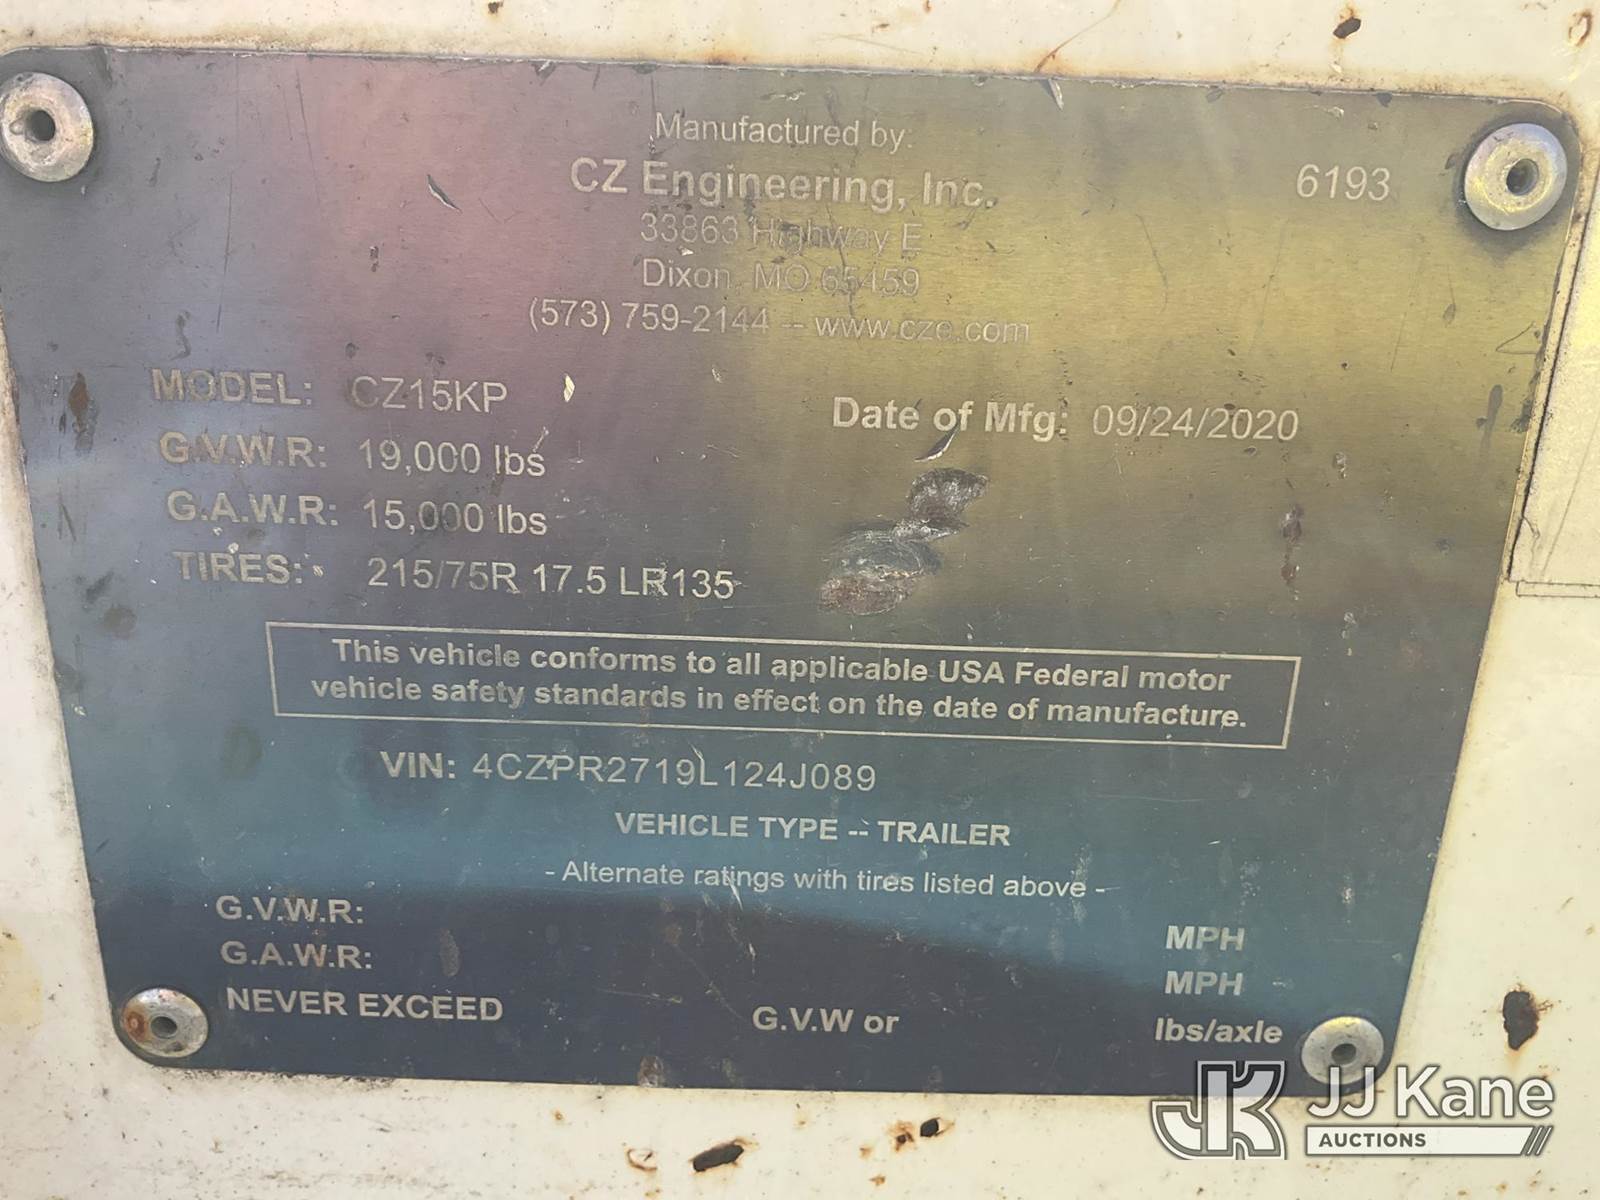 Manufactured by:
CZ Engineering, Inc.
6193
33863 Highway E
Dixon, MO 65459
(573) 759-2144 -- www.cze.com
MODEL: CZ15KP
Date of Mfg: 09/24/2020
G.V.W.R: 19,000 lbs
G.A.W.R: 15,000 lbs
TIRES: 215/75R 17.5 LR135
This vehicle conforms to all applicable USA Federal motor
vehicle safety standards in effect on the date of manufacture.
VIN: 4CZPR2719L124J089
VEHICLE TYPE -- TRAILER
- Alternate ratings with tires listed above -
G.V.W.R: MPH
G.A.W.R: MPH
NEVER EXCEED G.V.W or lbs/axle
JK JJ Kane
AUCTIONS